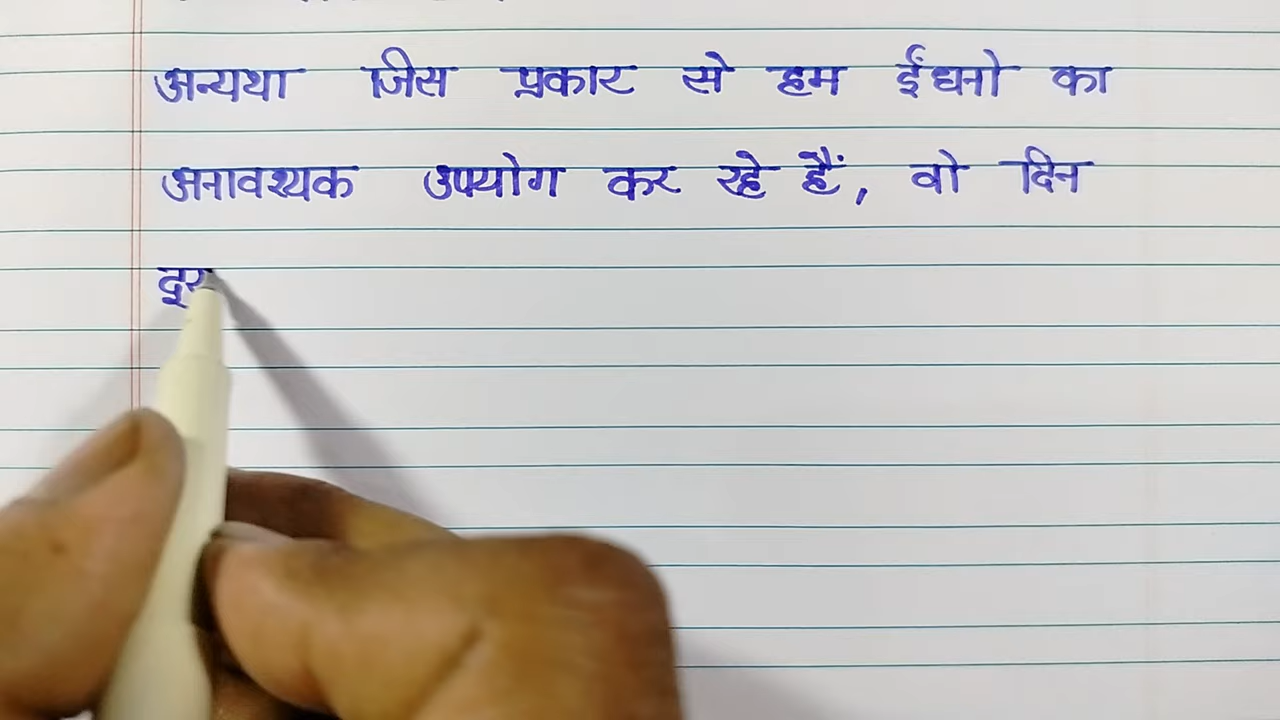 अन्यथा जिस प्रकार से हम ईंधनो का
अनावश्यक उपयोग कर रहे हैं, वो दिन
दूर